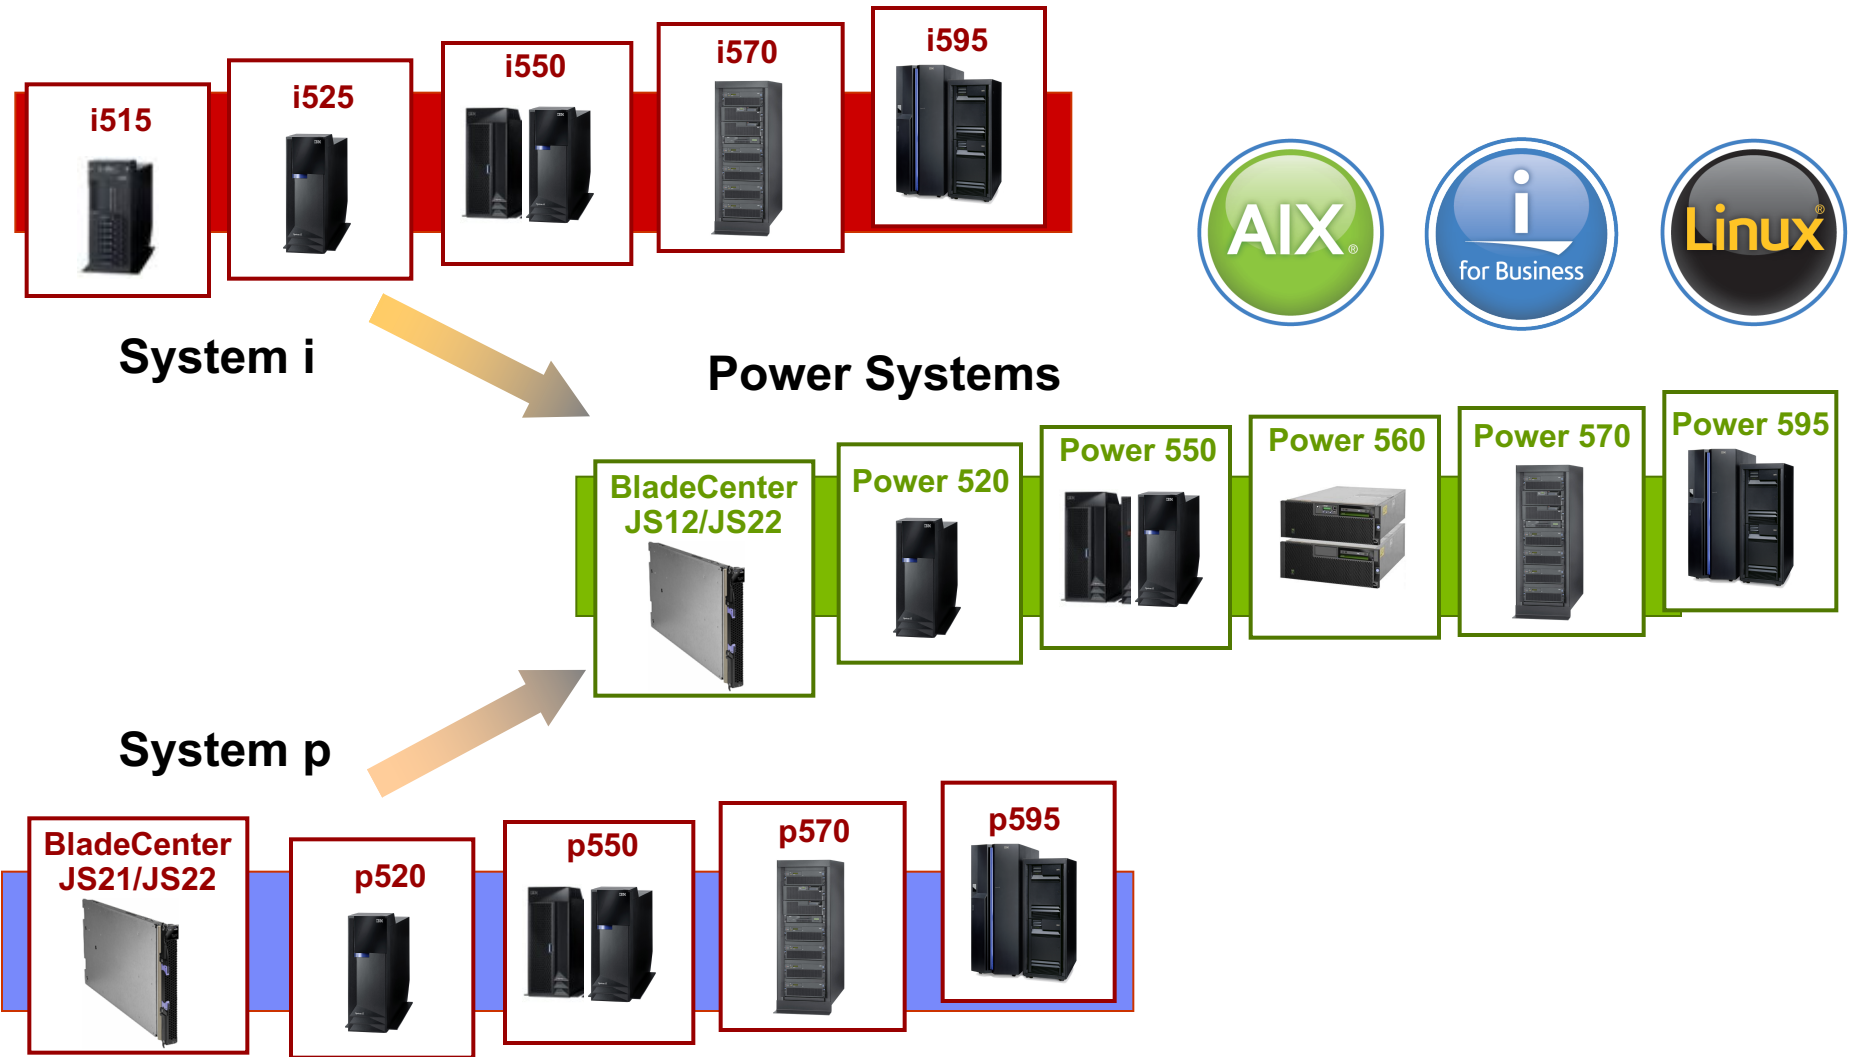 i515
i525
i550
i570
i595
AIX®
i
for Business
Linux®
System i
Power Systems
BladeCenter
JS12/JS22
Power 520
Power 550
Power 560
Power 570
Power 595
System p
BladeCenter
JS21/JS22
p520
p550
p570
p595